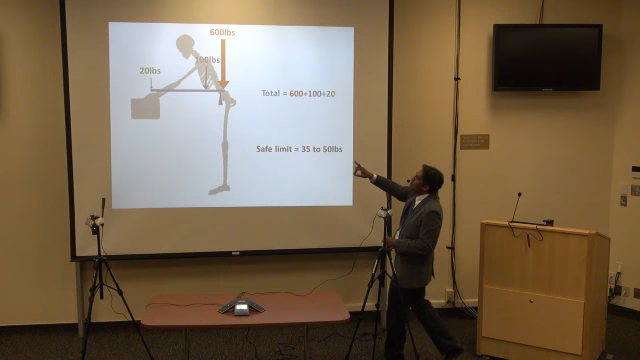 600lbs
100lbs
20lbs
Total = 600+100+20
Safe limit = 35 to 50lbs